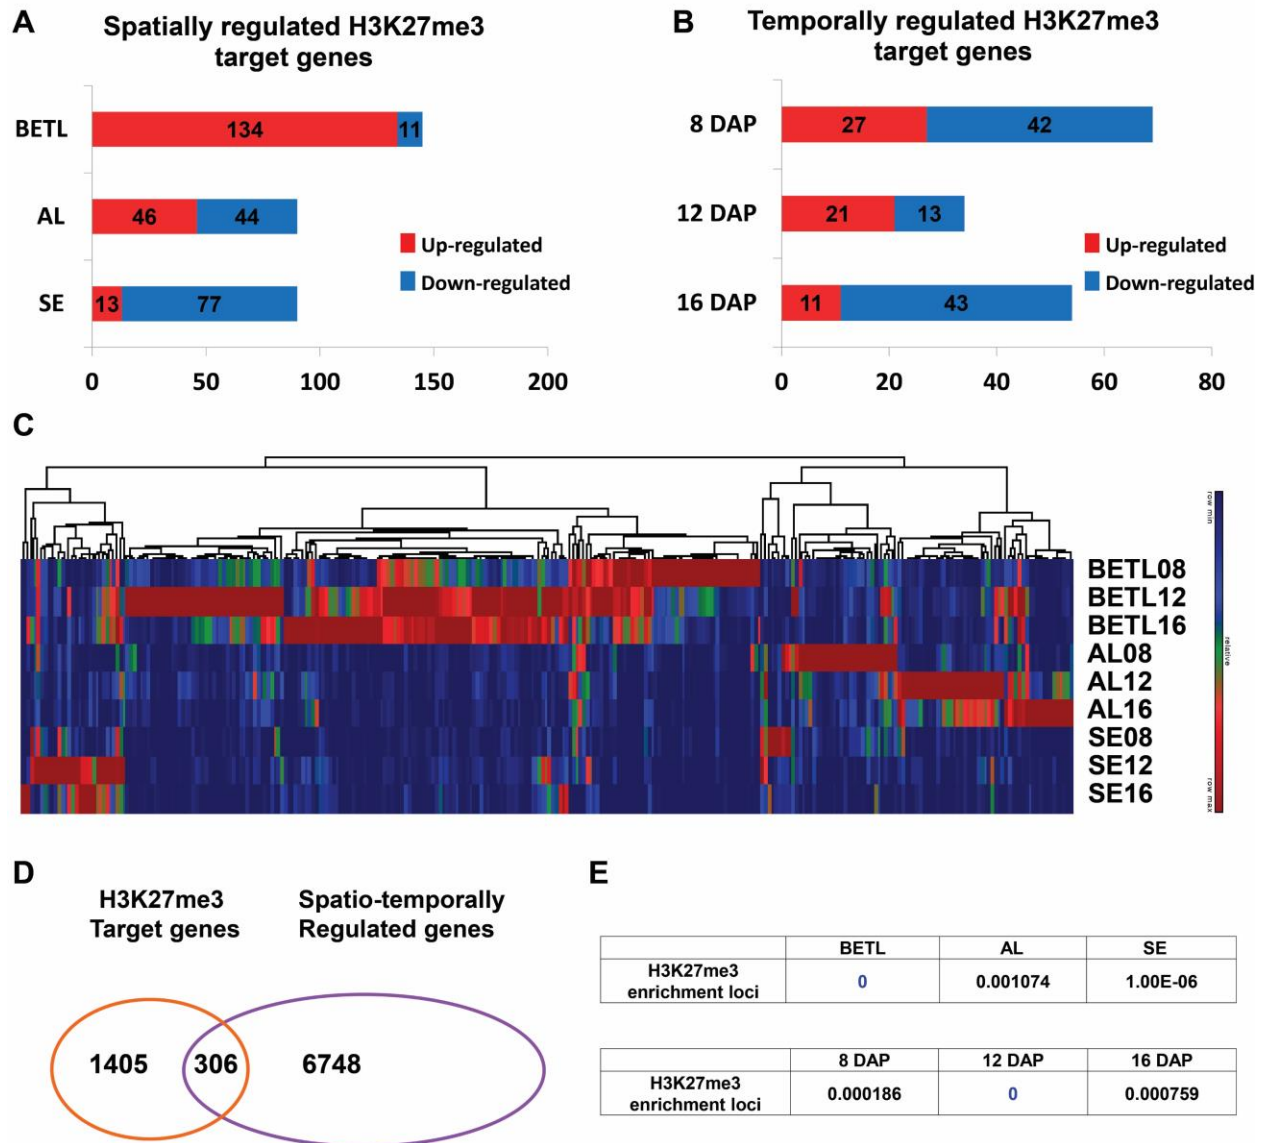 A
Spatially regulated H3K27me3
target genes
BETL
134
11
AL
46
44
SE
13
77
Up-regulated
Down-regulated
0
50
100
150
200
B
Temporally regulated H3K27me3
target genes
8 DAP
27
42
12 DAP
21
13
16 DAP
11
43
Up-regulated
Down-regulated
0
20
40
60
80
C
BETL08
BETL12
BETL16
AL08
AL12
AL16
SE08
SE12
SE16
row min
relative
row max
D
H3K27me3
Target genes
Spatio-temporally
Regulated genes
1405
306
6748
E
BETL AL SE
H3K27me3
enrichment loci
0 0.001074 1.00E-06
8 DAP 12 DAP 16 DAP
H3K27me3
enrichment loci
0.000186 0 0.000759